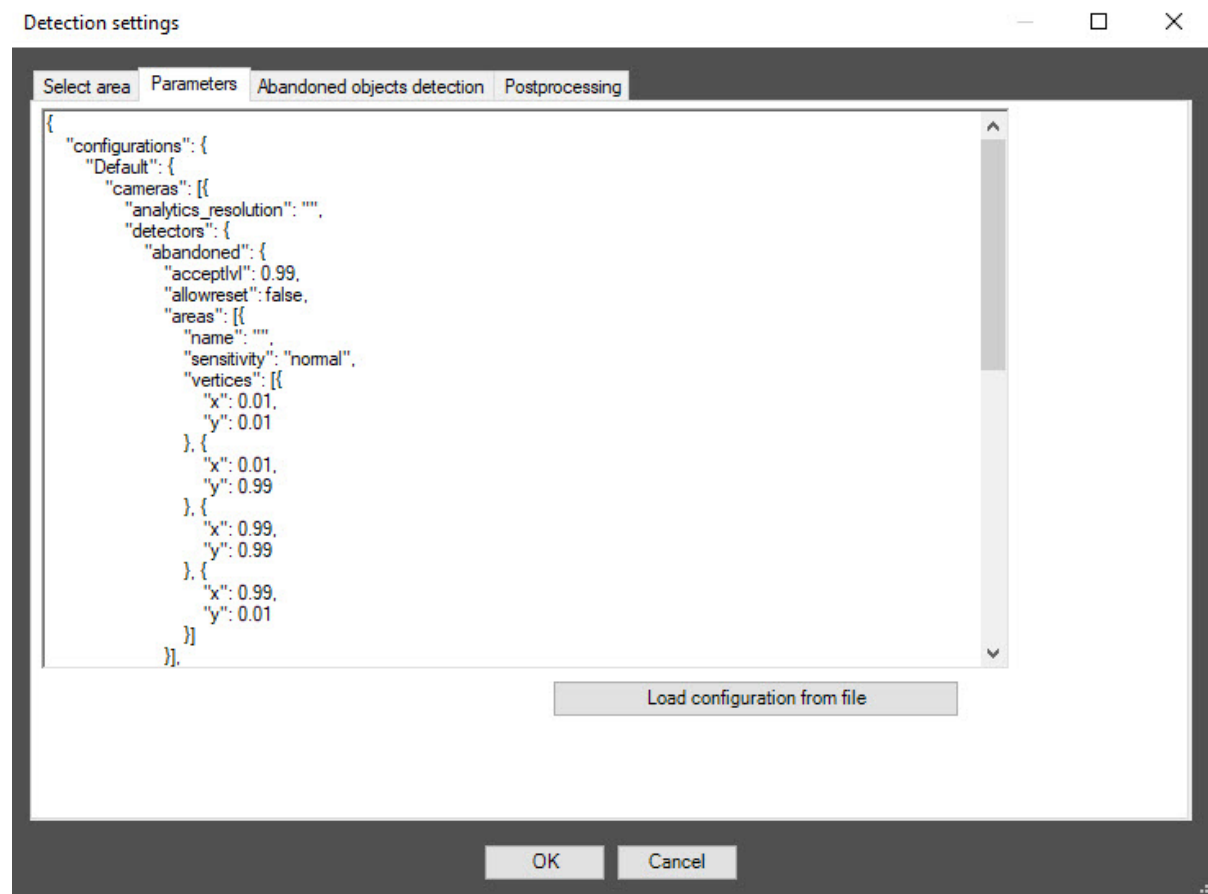 Detection settings
Select area Parameters Abandoned objects detection Postprocessing
{
"configurations": {
"Default": {
"cameras": [{
"analytics_resolution": "",
"detectors": {
"abandoned": {
"acceptlvl": 0.99,
"allowreset": false,
"areas": [{
"name": "",
"sensitivity": "normal",
"vertices": [{
"x": 0.01,
"y": 0.01
}, {
"x": 0.01,
"y": 0.99
}, {
"x": 0.99,
"y": 0.99
}, {
"x": 0.99,
"y": 0.01
}]
}],
Load configuration from file
OK Cancel